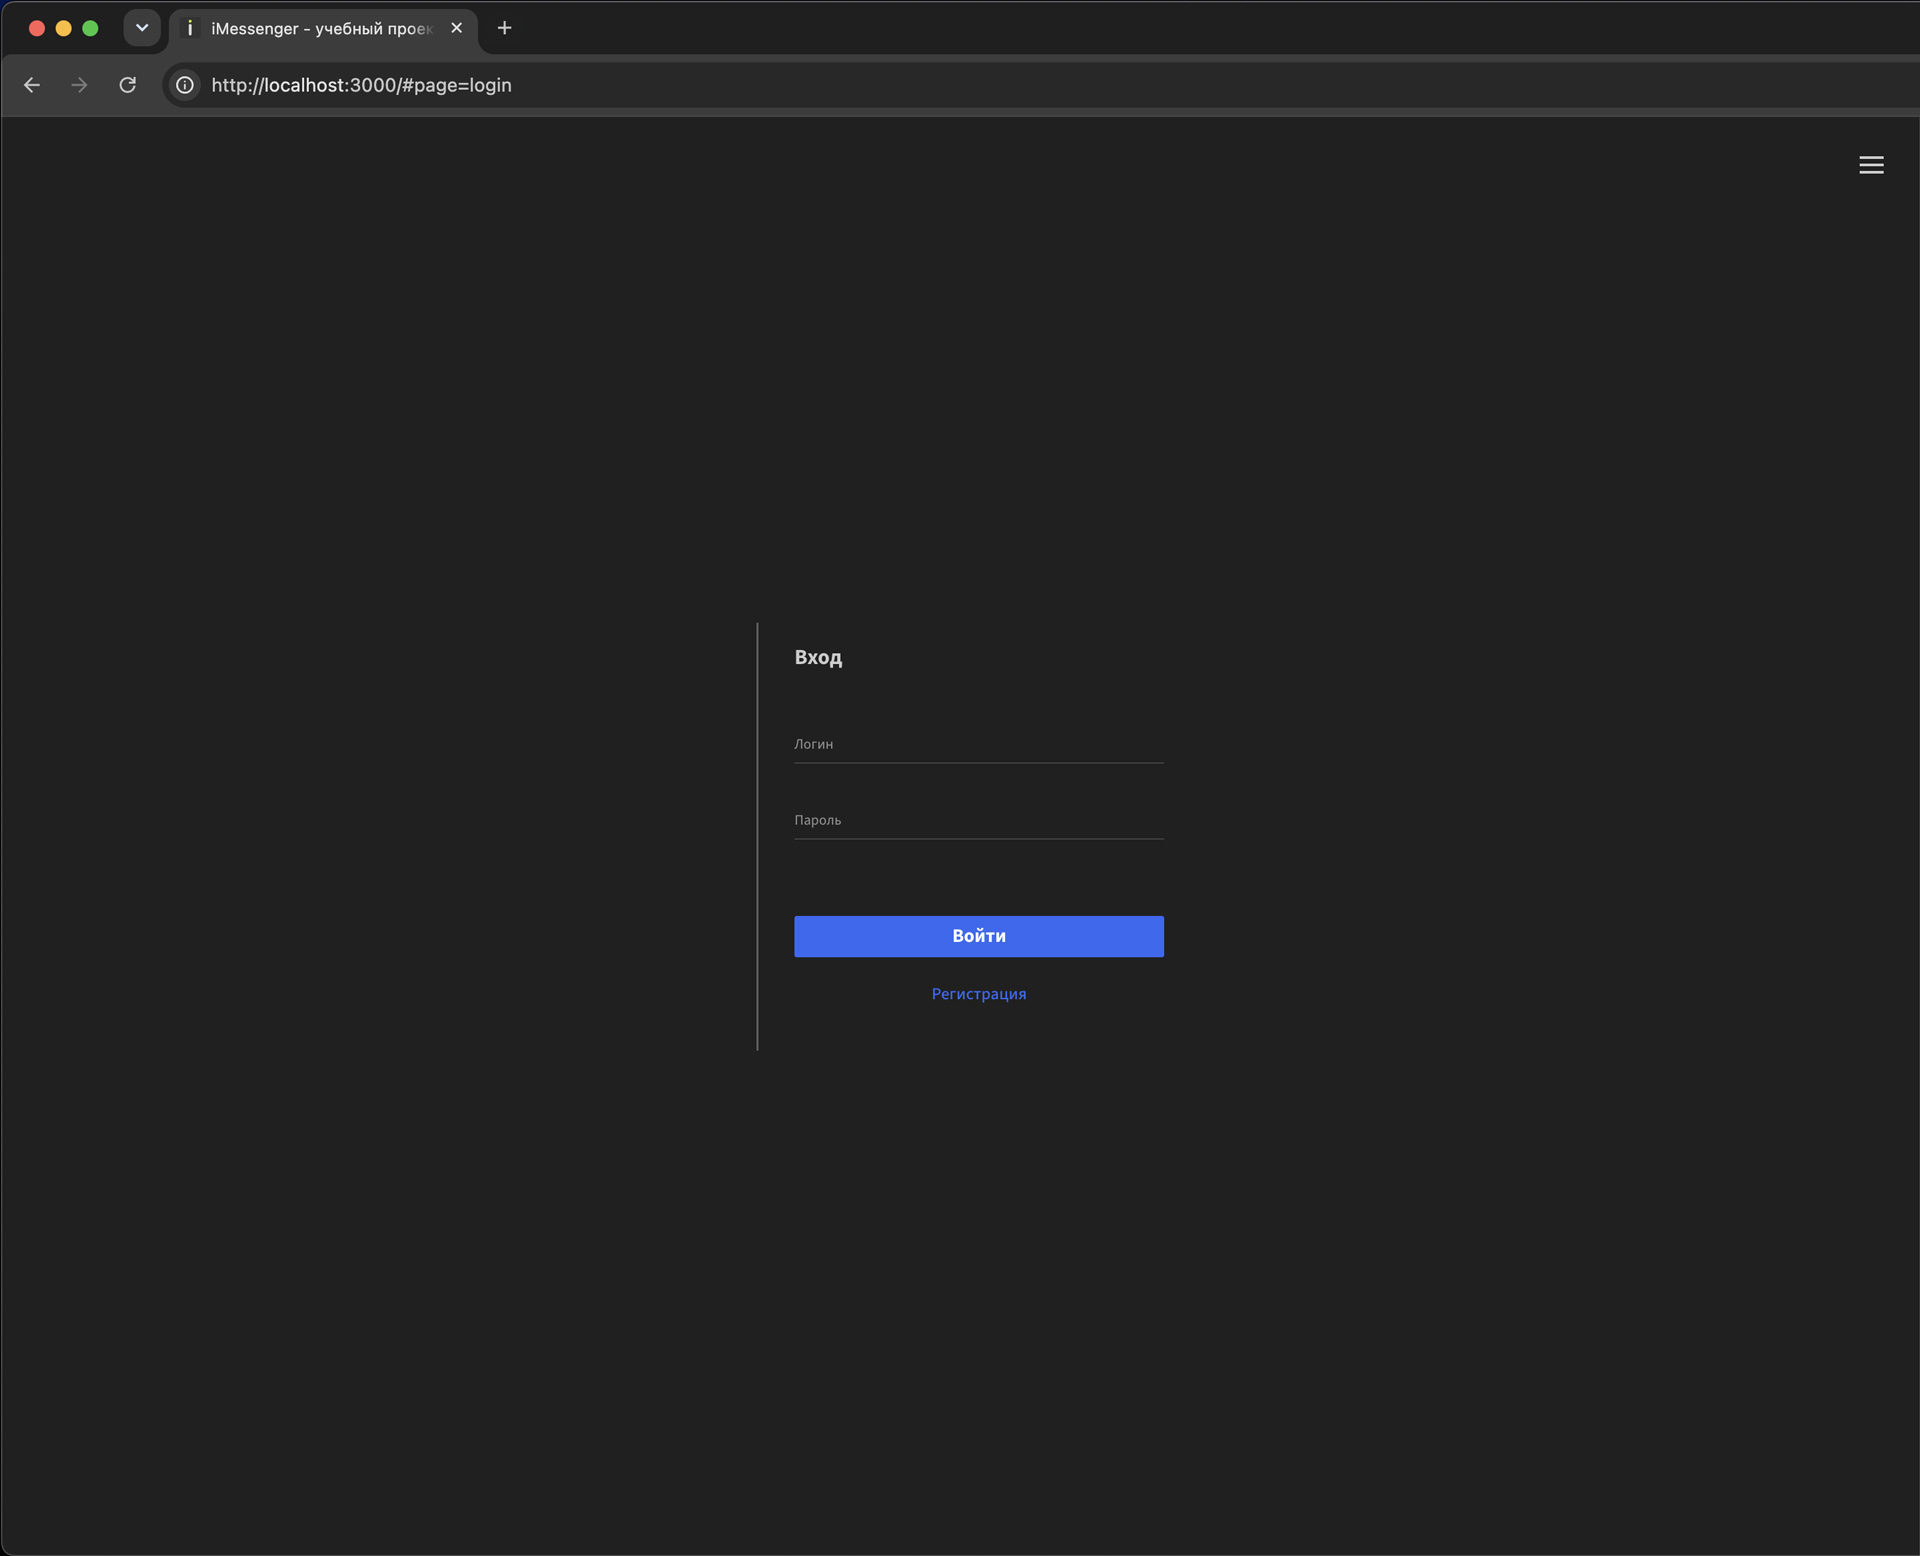 iMessenger - учебный проек
http://localhost:3000/#page=login
Вход
Логин
Пароль
Войти
Регистрация